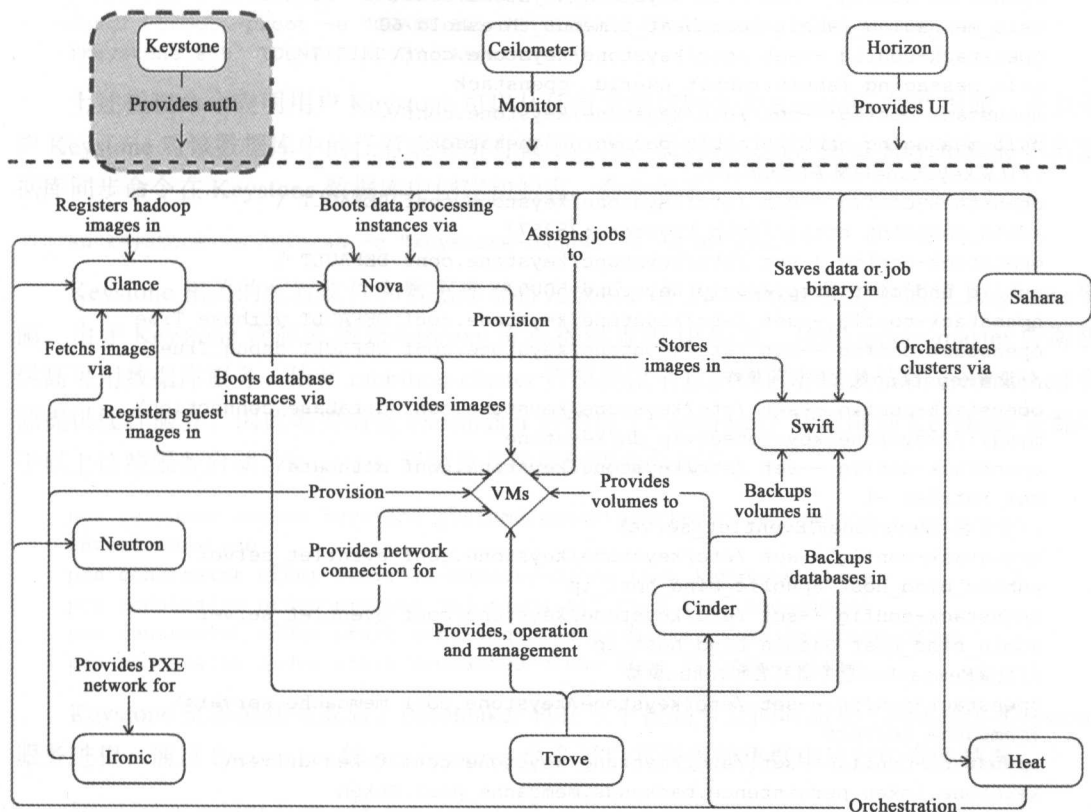 Keystone
Ceilometer
Horizon
Provides auth
Monitor
Provides UI
Registers hadoop
images in
Boots data processing
instances via
Assigns jobs
to
Saves data or job
binary in
Glance
Nova
Sahara
Provision
Fetchs images
via
Stores
images in
Orchestrates
clusters via
Boots database
instances via
Registers guest
images in
Provides images
Swift
Provision
VMs
Provides
volumes to
Backups
volumes in
Neutron
Provides network
connection for
Backups
databases in
Cinder
Provides PXE
network for
Provides, operation
and management
Ironic
Trove
Heat
Orchestration